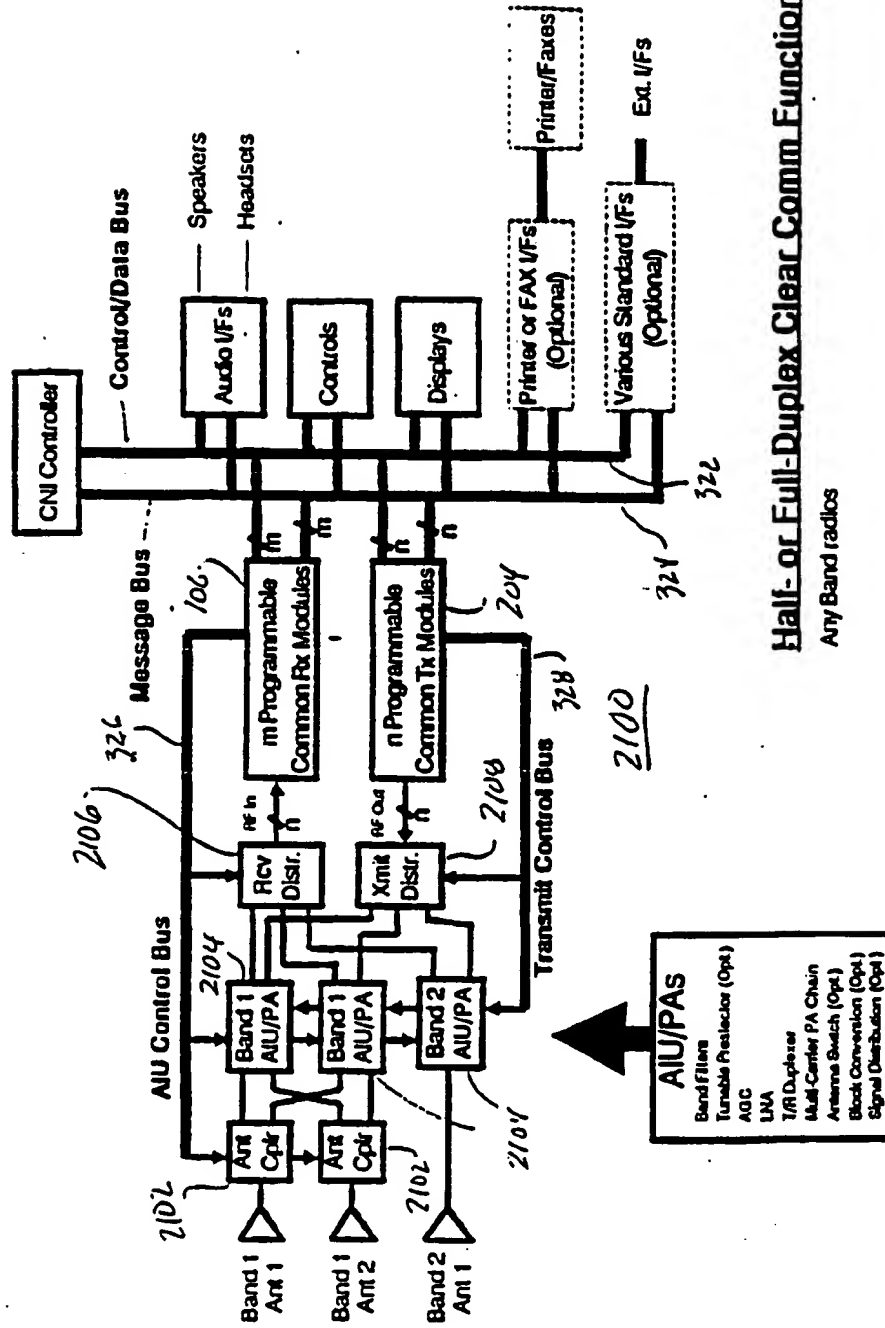 CNI Controller
Message Bus
Control/Data Bus
Audio I/Fs
Speakers
Headsets
Controls
Displays
Printer or FAX I/Fs
(Optional)
Printer/Faxes
Various Standard I/Fs
(Optional)
Ext. I/Fs
322
324
326
AIU Control Bus
106
m Programmable
Common Rx Modules
m
m
n Programmable
Common Tx Modules
n
n
204
328
2106
RF In
n
Rcv
Distr.
RF Out
n
Xmit
Distr.
2108
Transmit Control Bus
2104
Band 1
AIU/PA
Band 1
AIU/PA
Band 2
AIU/PA
2104
2102
Ant
Cplr
Ant
Cplr
2102
Band 1
Ant 1
Band 1
Ant 2
Band 2
Ant 1
2100
AIU/PAs
Band Filters
Tunable Preselector (Opt)
AGC
LNA
T/R Duplexer
Multi-Carrier PA Chain
Antenna Switch (Opt)
Block Conversion (Opt)
Signal Distribution (Opt)
Half- or Full-Duplex Clear Comm Function
Any Band radios